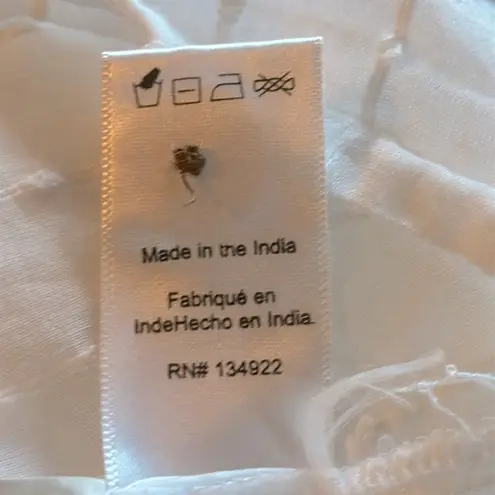 Made in the India
Fabriqué en
IndeHecho en India.
RN# 134922